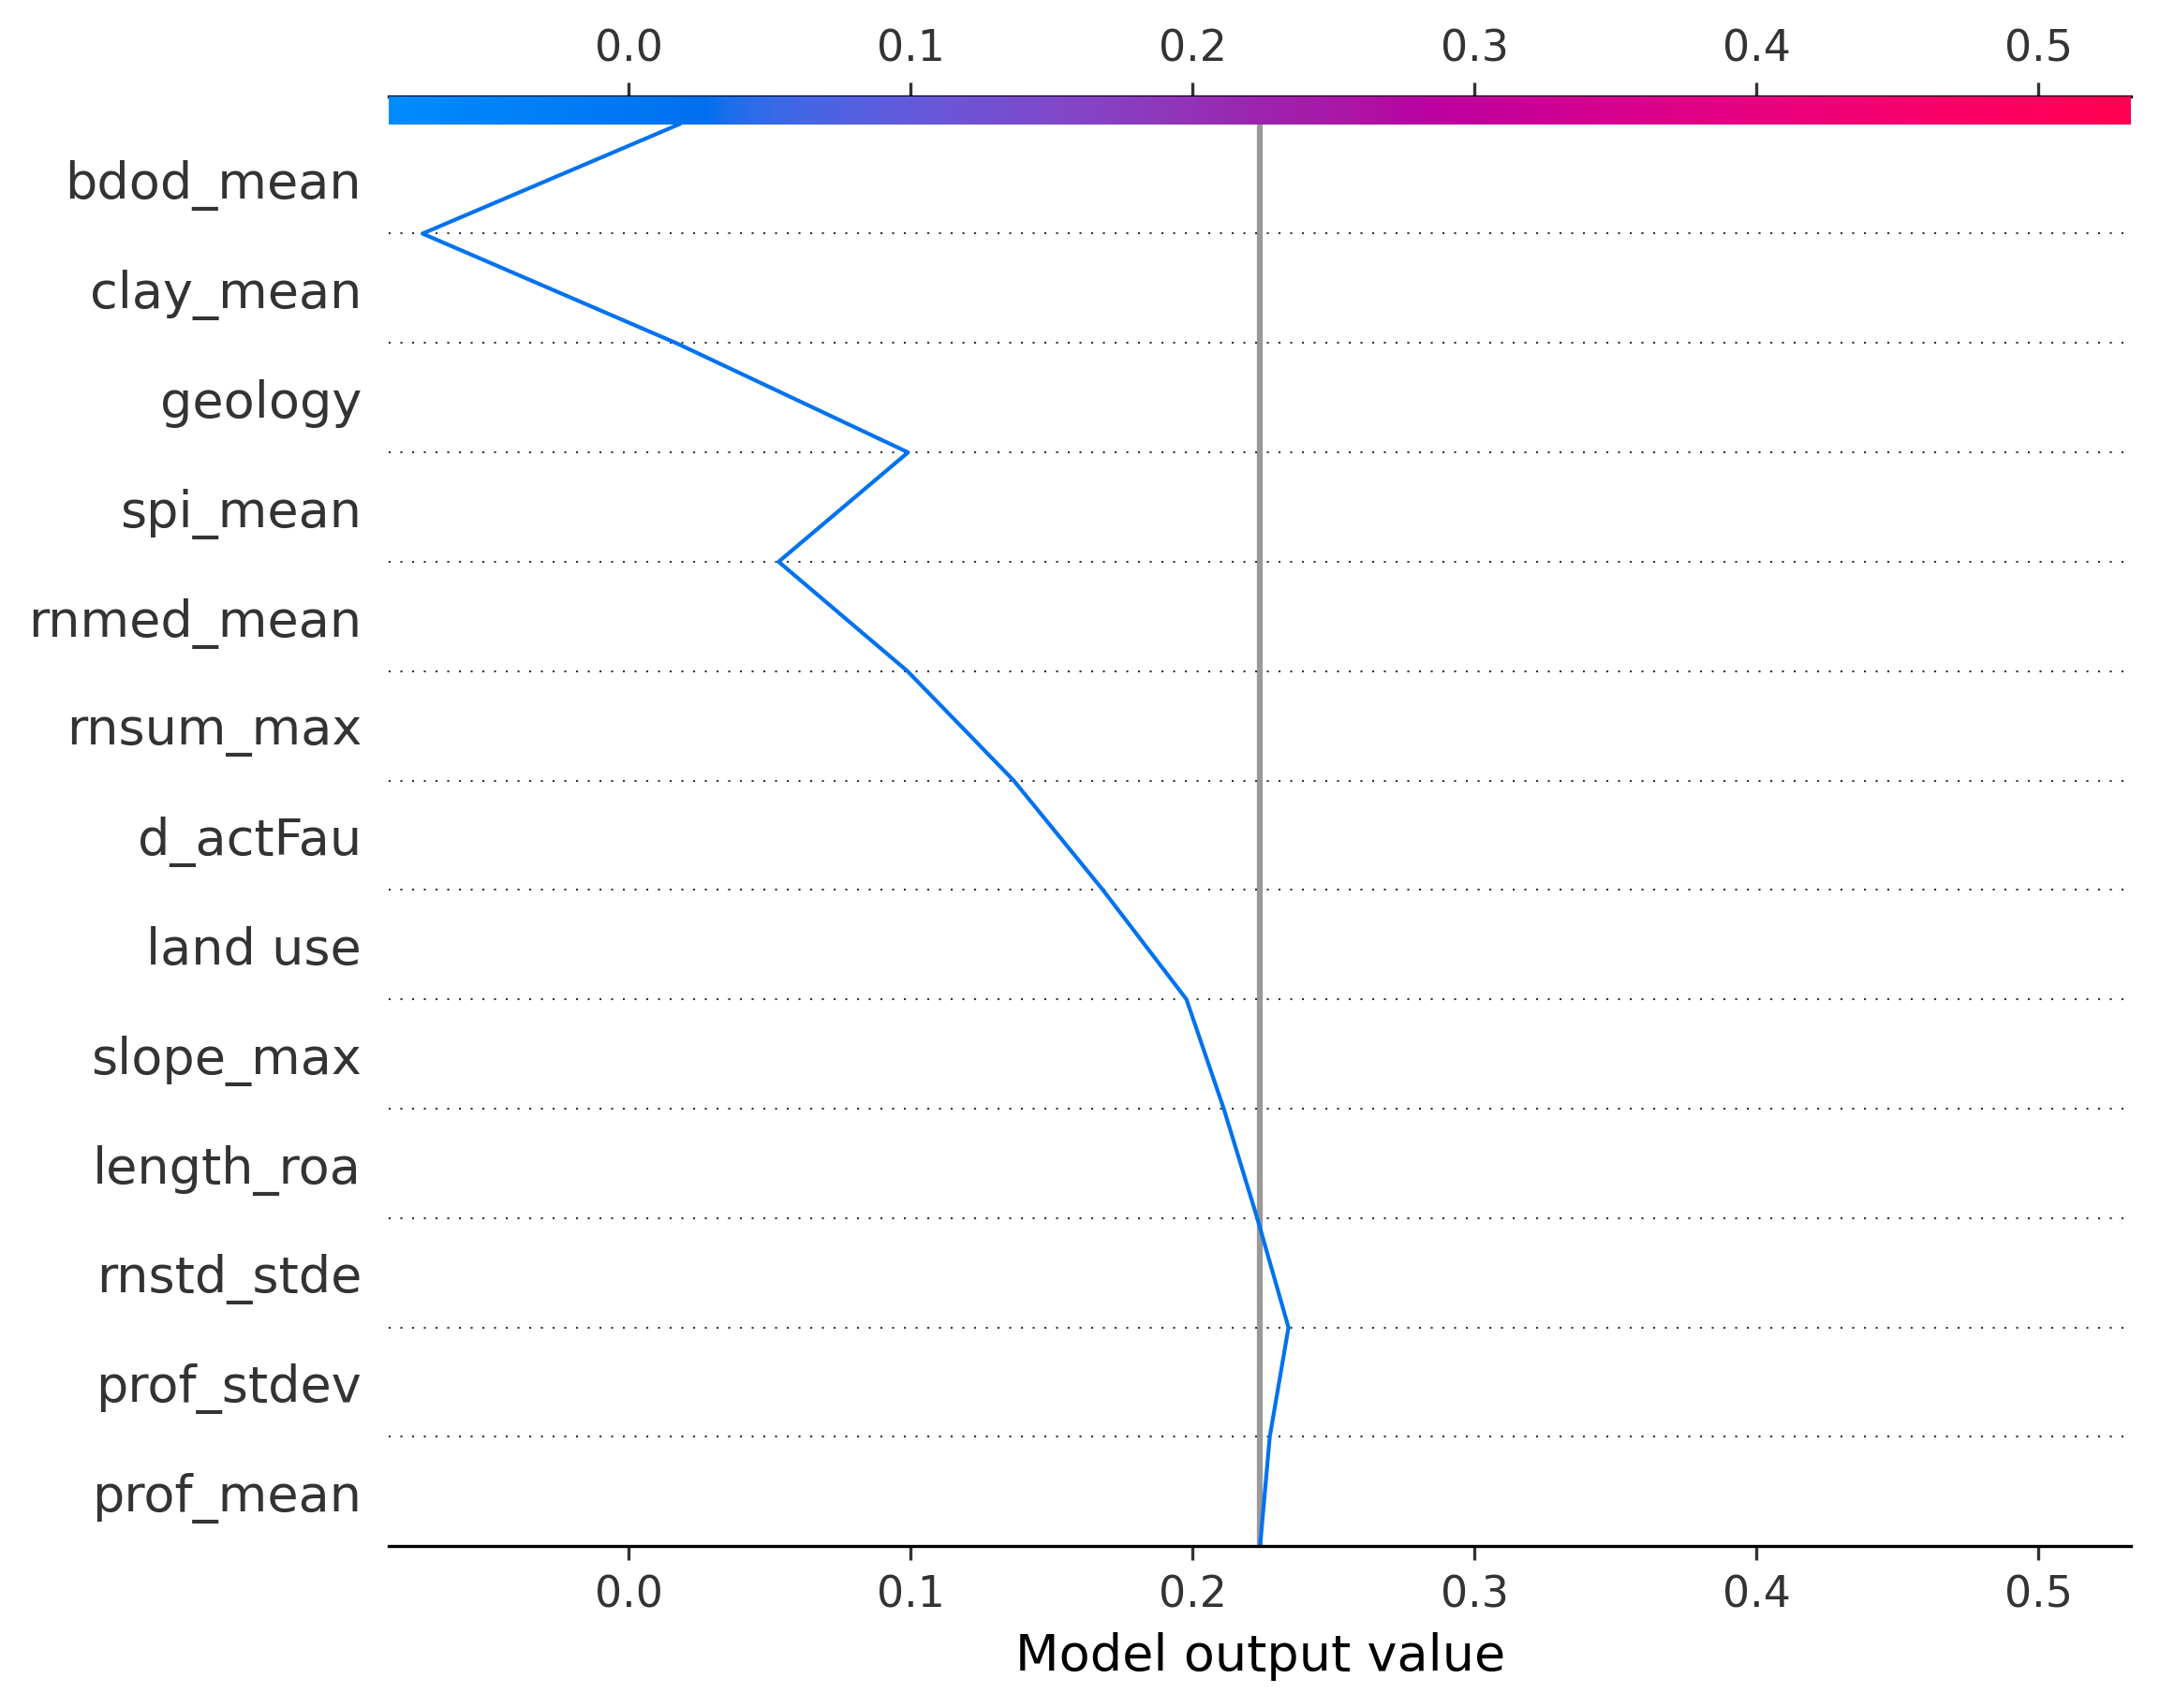 0.0 0.1 0.2 0.3 0.4 0.5
bdod_mean
clay_mean
geology
spi_mean
rnmed_mean
rnsum_max
d_actFau
land use
slope_max
length_roa
rnstd_stde
prof_stdev
prof_mean
0.0 0.1 0.2 0.3 0.4 0.5
Model output value